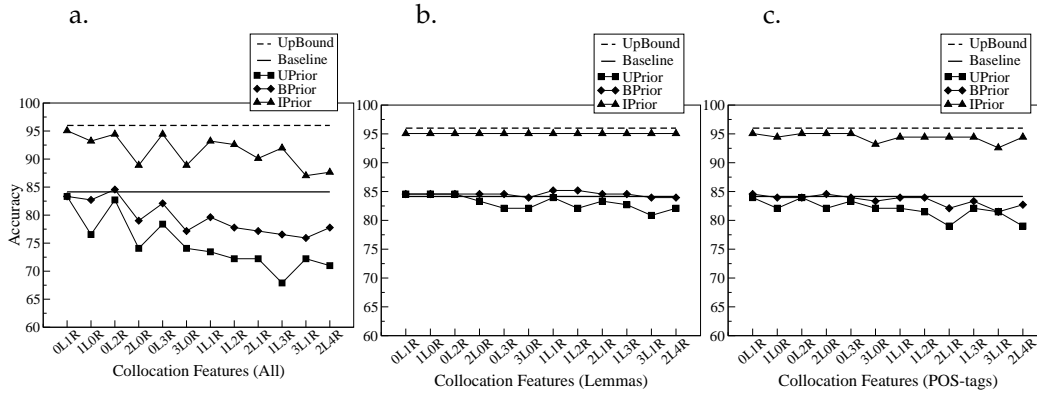 a.
UpBound
Baseline
UPrior
BPrior
IPrior
100
95
90
85
80
75
70
65
60
Accuracy
0L1R 1L0R 0L2R 2L0R 0L3R 3L0R 1L1R 1L2R 2L1R 1L3R 3L1R 2L4R
Collocation Features (All)
b.
UpBound
Baseline
UPrior
BPrior
IPrior
100
95
90
85
80
75
70
65
60
0L1R 1L0R 0L2R 2L0R 0L3R 3L0R 1L1R 1L2R 2L1R 1L3R 3L1R 2L4R
Collocation Features (Lemmas)
c.
UpBound
Baseline
UPrior
BPrior
IPrior
100
95
90
85
80
75
70
65
60
0L1R 1L0R 0L2R 2L0R 0L3R 3L0R 1L1R 1L2R 2L1R 1L3R 3L1R 2L4R
Collocation Features (POS-tags)